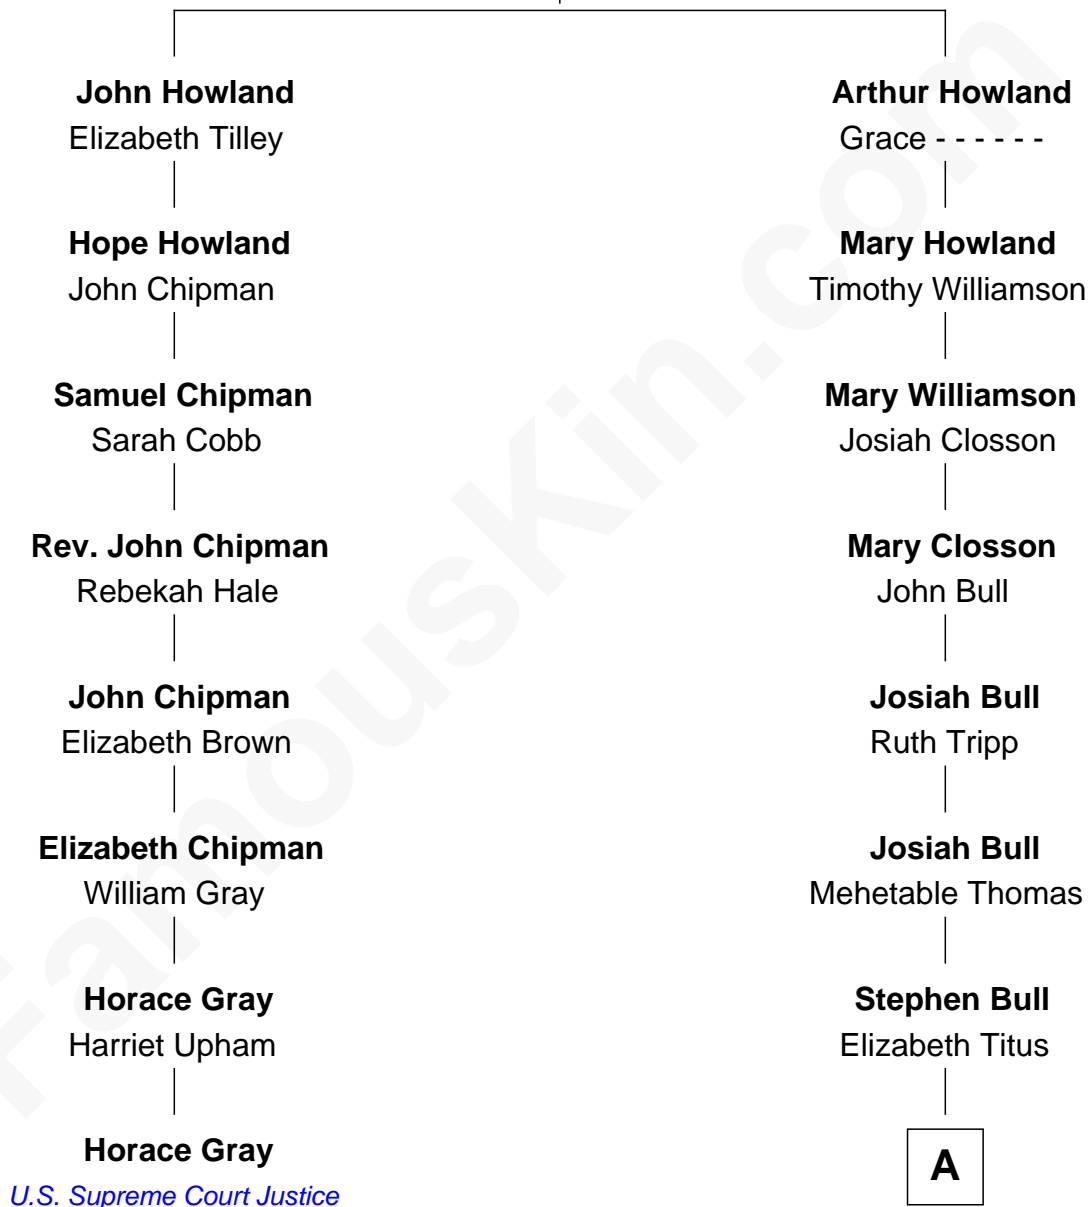 John Howland
Elizabeth Tilley
Hope Howland
John Chipman
Samuel Chipman
Sarah Cobb
Rev. John Chipman
Rebekah Hale
John Chipman
Elizabeth Brown
Elizabeth Chipman
William Gray
Horace Gray
Harriet Upham
Horace Gray
U.S. Supreme Court Justice
Arthur Howland
Grace - - - - - -
Mary Howland
Timothy Williamson
Mary Williamson
Josiah Closson
Mary Closson
John Bull
Josiah Bull
Ruth Tripp
Josiah Bull
Mehetable Thomas
Stephen Bull
Elizabeth Titus
A
FamousKin.com